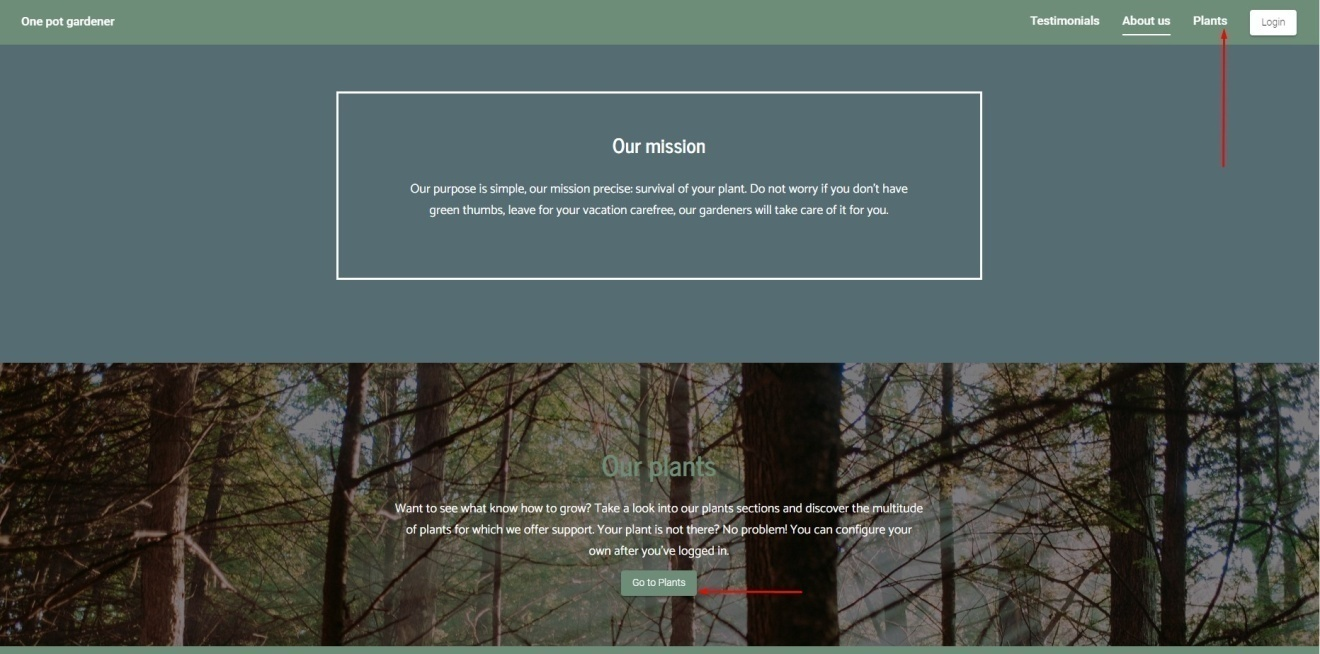 One pot gardener
Testimonials
About us
Plants
Login
Our mission
Our purpose is simple, our mission precise: survival of your plant. Do not worry if you don't have
green thumbs, leave for your vacation carefree, our gardeners will take care of it for you.
Our plants
Want to see what know how to grow? Take a look into our plants sections and discover the multitude
of plants for which we offer support. Your plant is not there? No problem! You can configure your
own after you've logged in.
Go to Plants